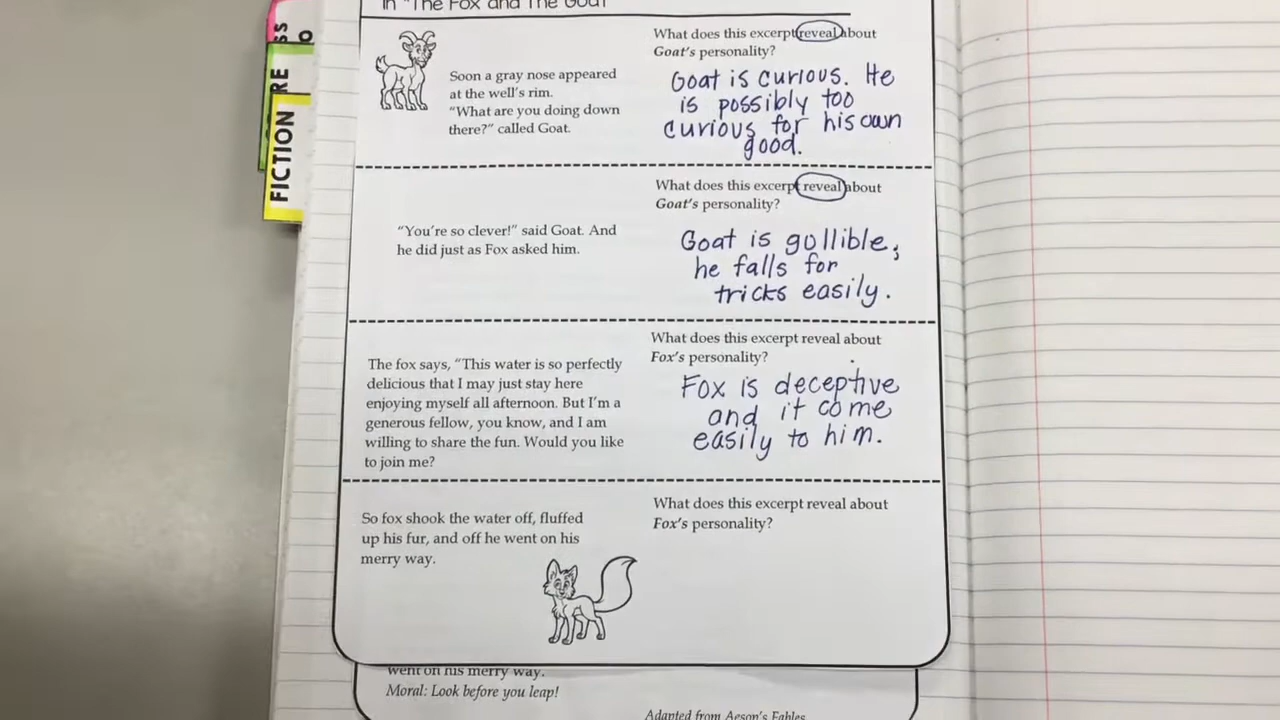 in "The Fox and The Goat"
FICTION
RE
SS
O
Soon a gray nose appeared
at the well's rim.
"What are you doing down
there?" called Goat.
What does this excerpt reveal about
Goat's personality?
Goat is curious. He
is possibly too
curious for his own
good.
"You're so clever!" said Goat. And
he did just as Fox asked him.
What does this excerpt reveal about
Goat's personality?
Goat is gullible;
he falls for
tricks easily.
The fox says, "This water is so perfectly
delicious that I may just stay here
enjoying myself all afternoon. But I'm a
generous fellow, you know, and I am
willing to share the fun. Would you like
to join me?
What does this excerpt reveal about
Fox's personality?
Fox is deceptive
and it come
easily to him.
So fox shook the water off, fluffed
up his fur, and off he went on his
merry way.
What does this excerpt reveal about
Fox's personality?
went on his merry way.
Moral: Look before you leap!
Adapted from Aesop's Fables